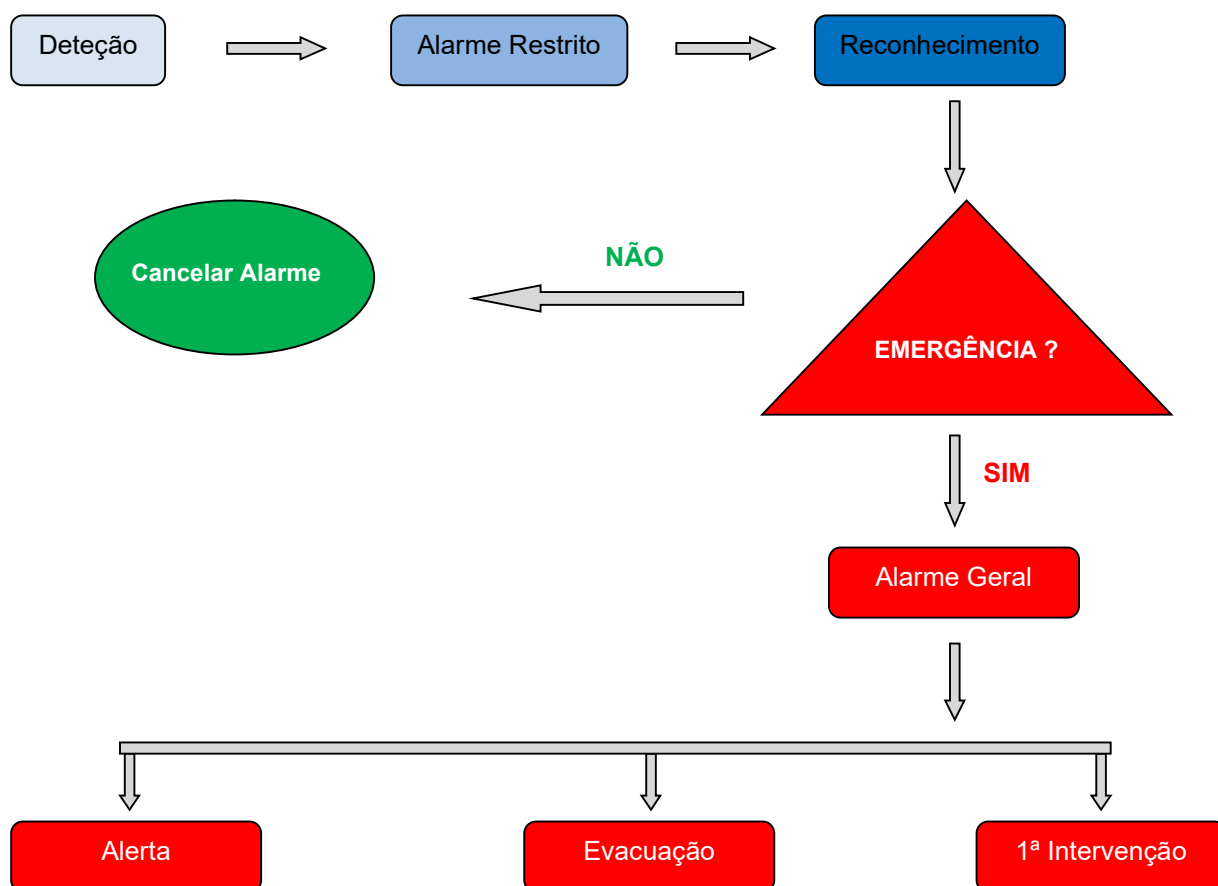 Deteção
Alarme Restrito
Reconhecimento
NÃO
Cancelar Alarme
EMERGÊNCIA ?
SIM
Alarme Geral
Alerta
Evacuação
1ª Intervenção